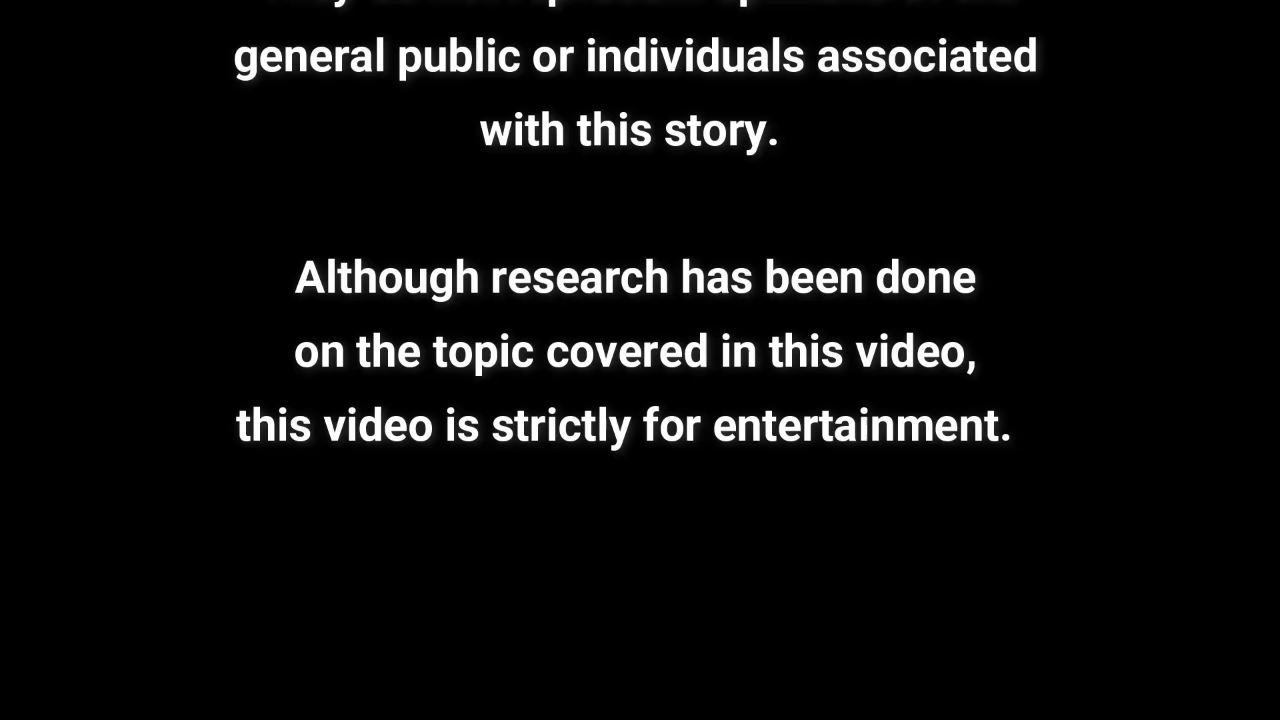 general public or individuals associated
with this story.
Although research has been done
on the topic covered in this video,
this video is strictly for entertainment.